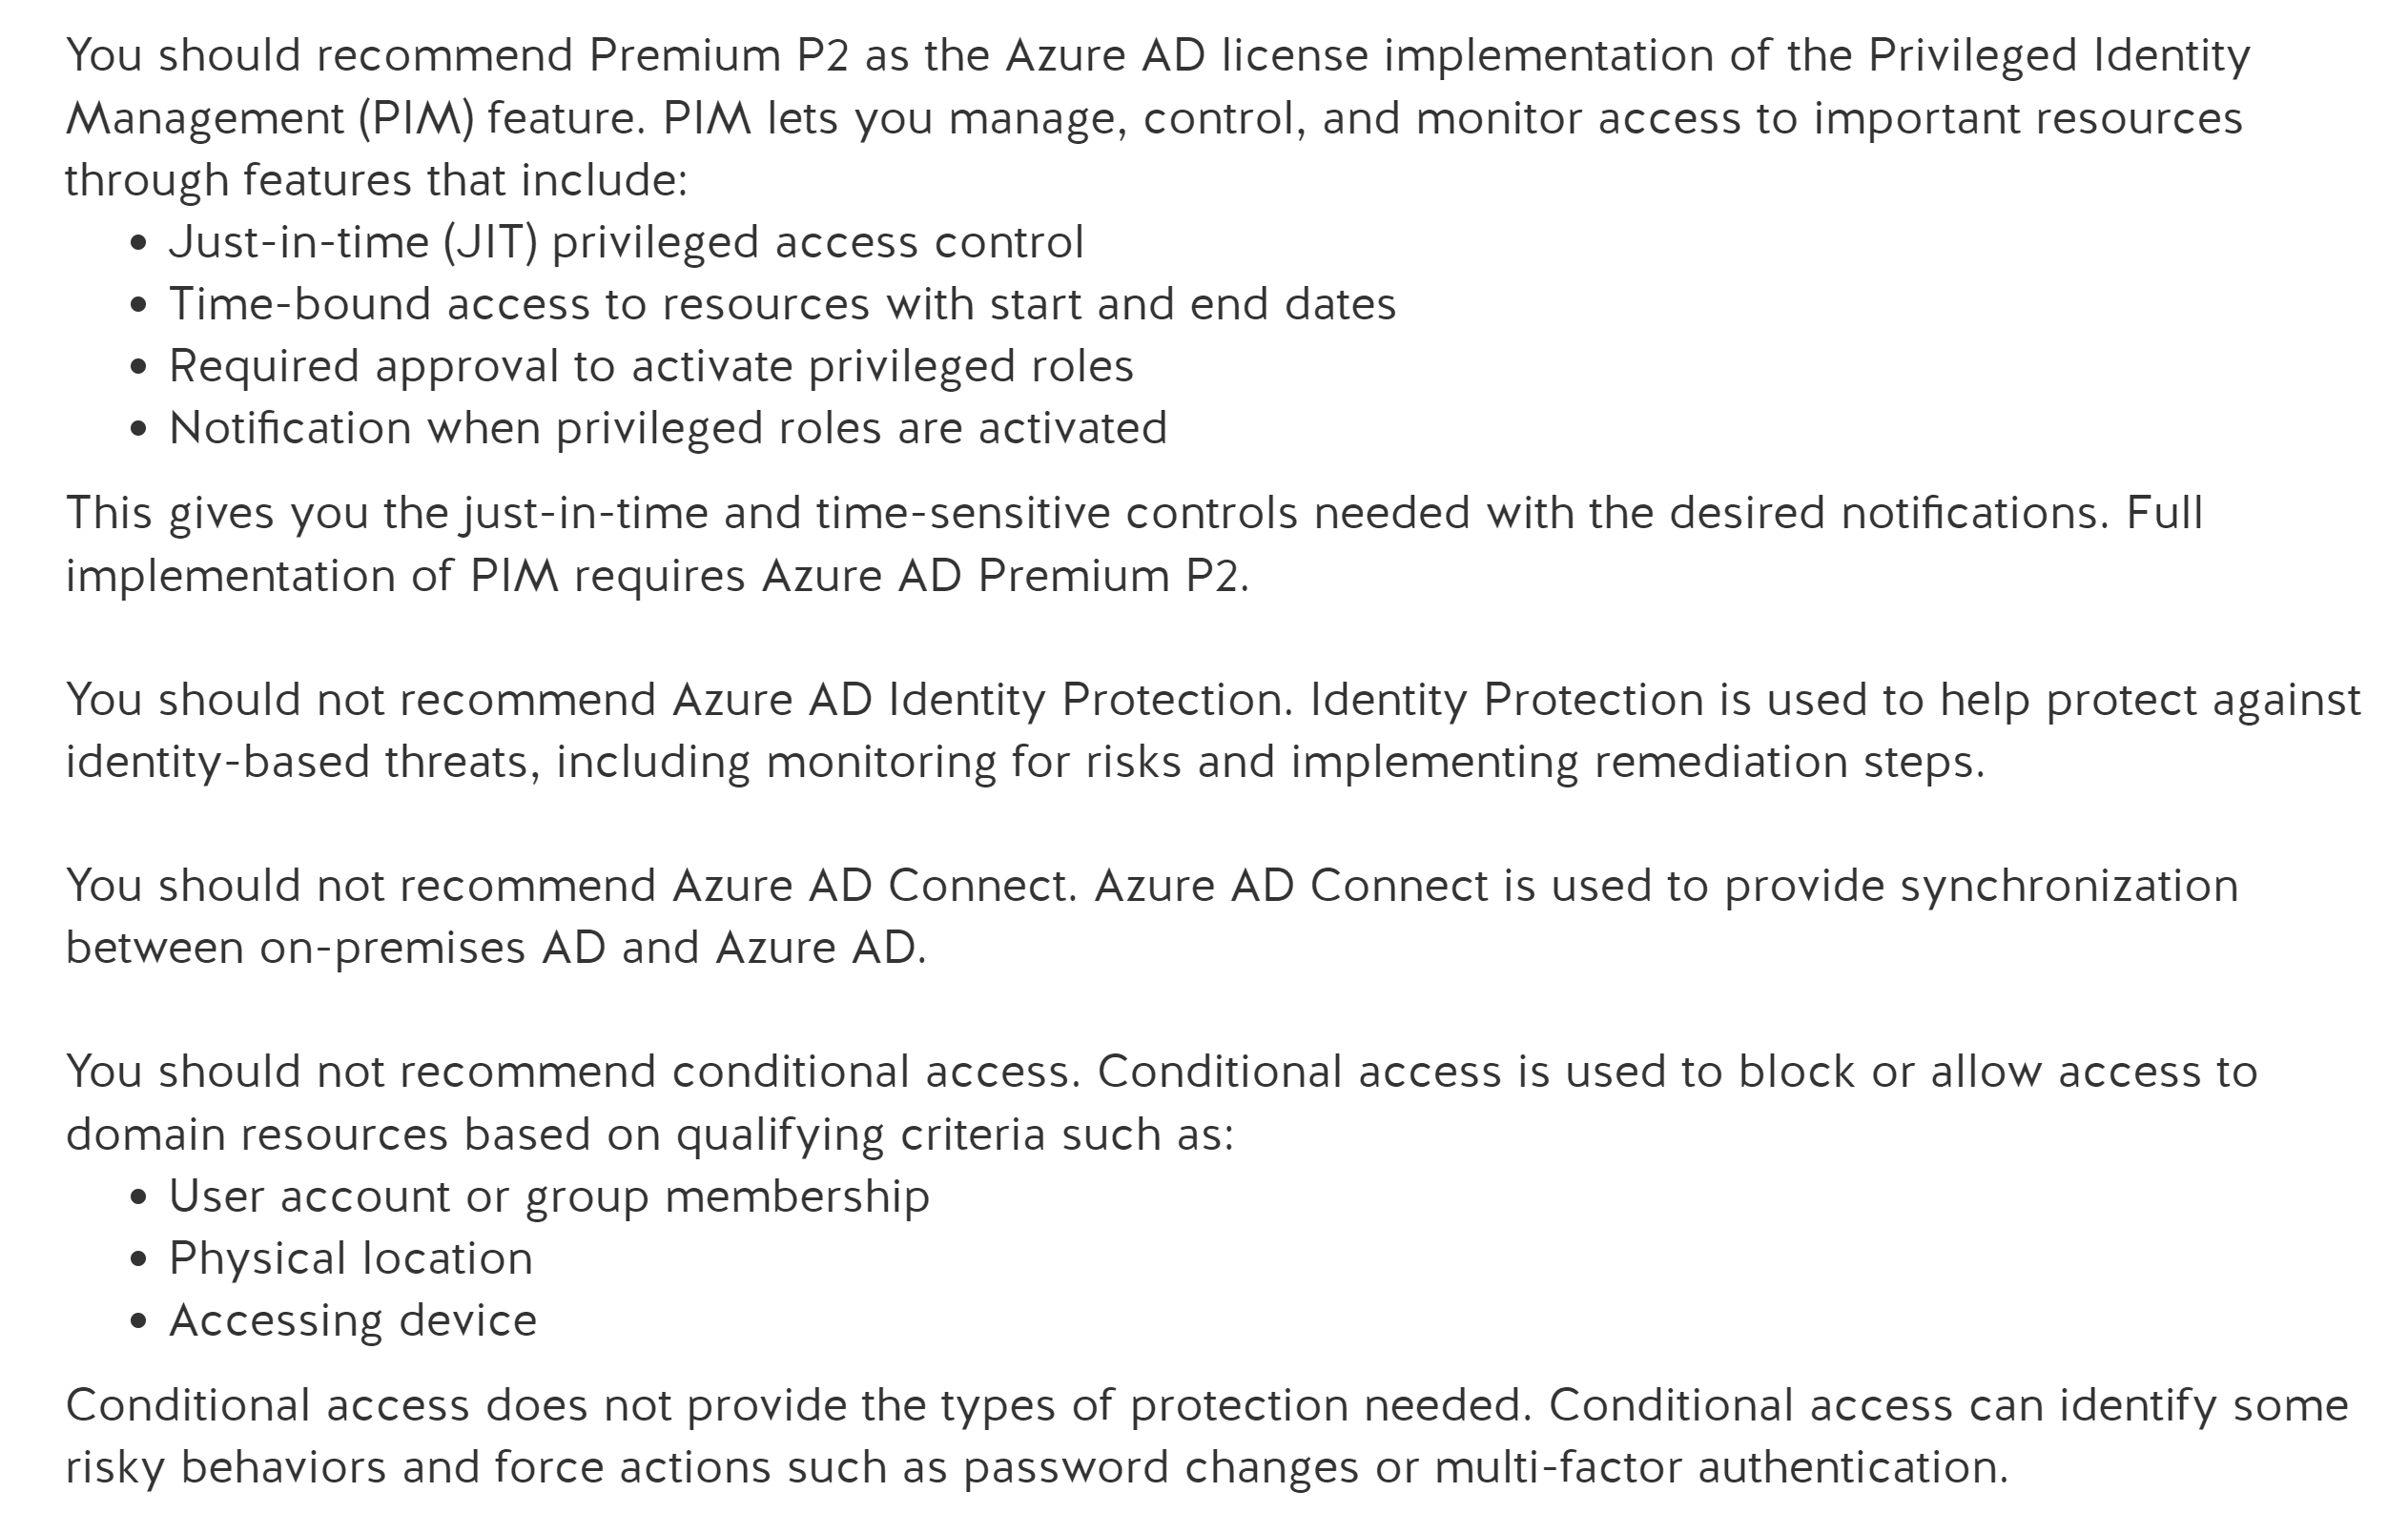 You should recommend Premium P2 as the Azure AD license implementation of the Privileged Identity
Management (PIM) feature. PIM lets you manage, control, and monitor access to important resources
through features that include:
• Just-in-time (JIT) privileged access control
• Time-bound access to resources with start and end dates
• Required approval to activate privileged roles
• Notification when privileged roles are activated
This gives you the just-in-time and time-sensitive controls needed with the desired notifications. Full
implementation of PIM requires Azure AD Premium P2.
You should not recommend Azure AD Identity Protection. Identity Protection is used to help protect against
identity-based threats, including monitoring for risks and implementing remediation steps.
You should not recommend Azure AD Connect. Azure AD Connect is used to provide synchronization
between on-premises AD and Azure AD.
You should not recommend conditional access. Conditional access is used to block or allow access to
domain resources based on qualifying criteria such as:
• User account or group membership
• Physical location
• Accessing device
Conditional access does not provide the types of protection needed. Conditional access can identify some
risky behaviors and force actions such as password changes or multi-factor authentication.